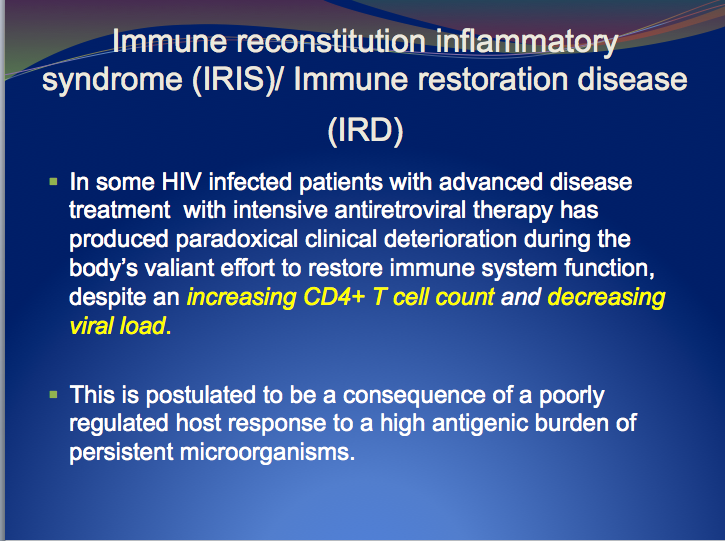 Immune reconstitution inflammatory
syndrome (IRIS)/ Immune restoration disease
(IRD)
In some HIV infected patients with advanced disease
treatment with intensive antiretroviral therapy has
produced paradoxical clinical deterioration during the
body's valiant effort to restore immune system function,
despite an increasing CD4+ T cell count and decreasing
viral load.
This is postulated to be a consequence of a poorly
regulated host response to a high antigenic burden of
persistent microorganisms.